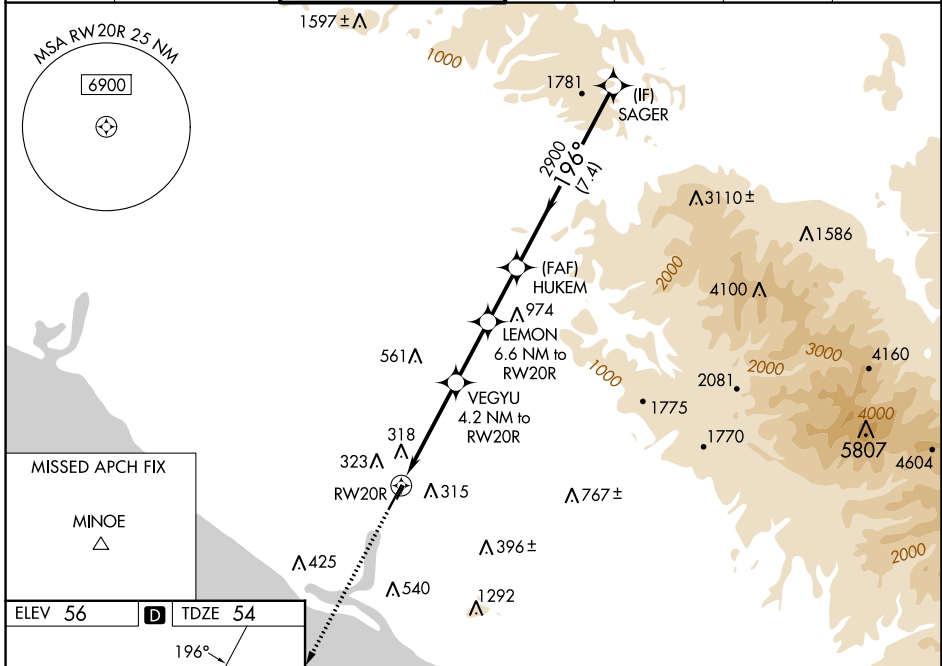 1597 ±
MSA RW20R 25 NM
6900
1000
1781
(IF)
SAGER
2900
196°
(7.4)
3110 ±
1586
2000
4100
(FAF)
HUKEM
974
LEMON
6.6 NM to
RW20R
561
3000
2000
4160
1000
2081
VEGYU
4.2 NM to
RW20R
1775
4000
5807
1770
4604
318
323
RW20R
315
767 ±
MISSED APCH FIX
MINOE
396 ±
2000
425
540
1292
ELEV 56
D
TDZE 54
196°